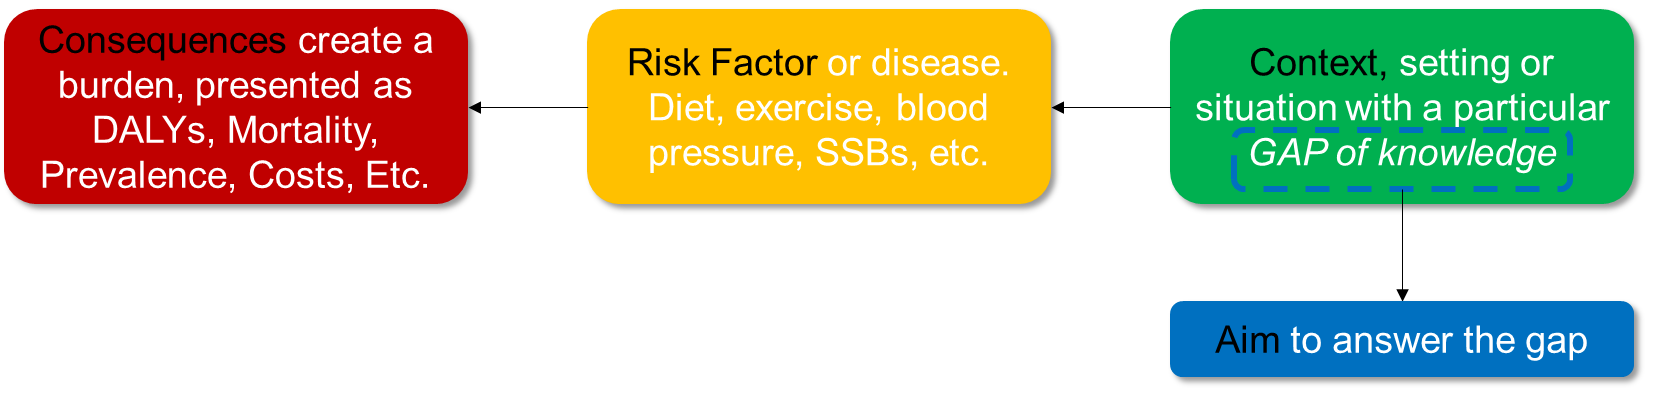 Consequences create a
burden, presented as
DALYs, Mortality,
Prevalence, Costs, Etc.
Risk Factor or disease.
Diet, exercise, blood
pressure, SSBs, etc.
Context, setting or
situation with a particular
GAP of knowledge
Aim to answer the gap